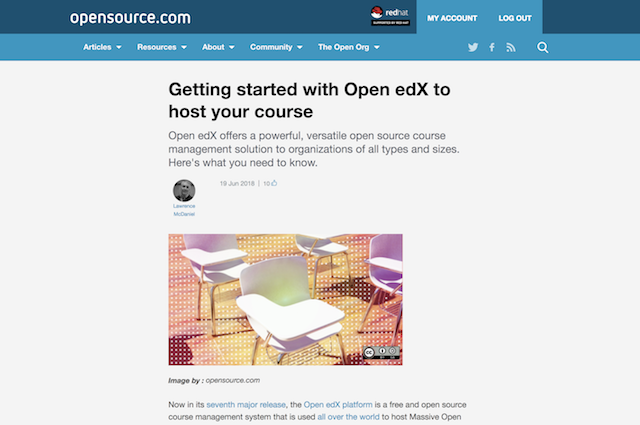 opensource.com
redhat
SUPPORTED BY RED HAT
MY ACCOUNT
LOG OUT
Articles
Resources
About
Community
The Open Org
Getting started with Open edX to
host your course
Open edX offers a powerful, versatile open source course
management solution to organizations of all types and sizes.
Here's what you need to know.
19 Jun 2018 | 10
Lawrence
McDaniel
cc
BY SA
Image by : opensource.com
Now in its seventh major release, the Open edX platform is a free and open source
course management system that is used all over the world to host Massive Open